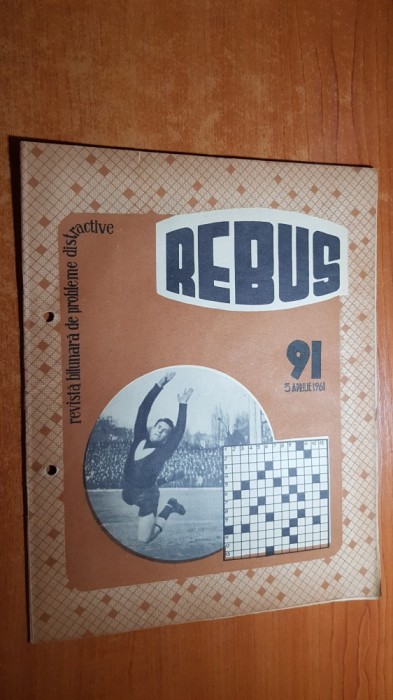 revistă bilunară de probleme distractive
REBUS
91
5 APRILIE 1961